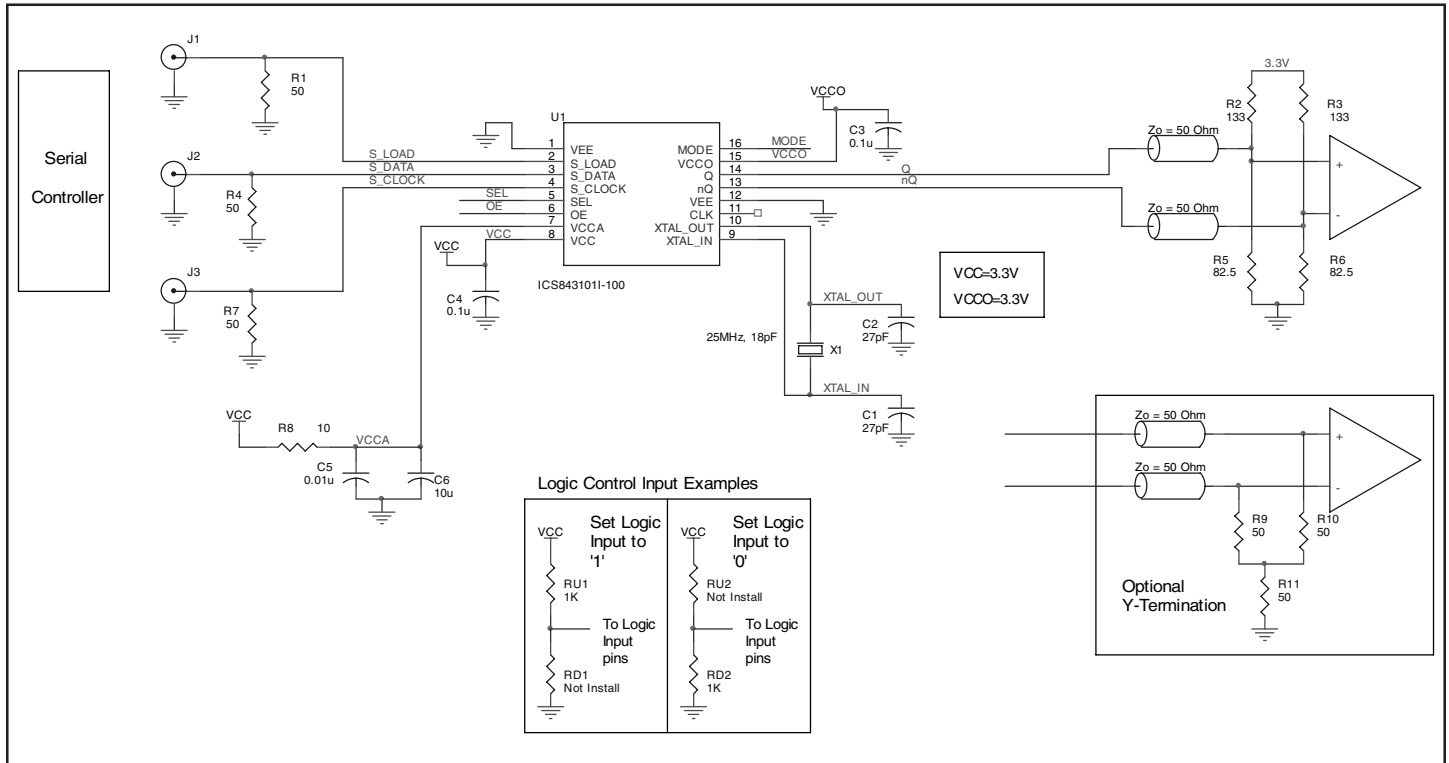 Serial
Controller
J1
R1
50
J2
R4
50
J3
R7
50
S_LOAD
S_DATA
S_CLOCK
SEL
OE
VCC
VCC
C4
0.1u
U1
1 VEE
2 S_LOAD
3 S_DATA
4 S_CLOCK
5 SEL
6 OE
7 VCCA
8 VCC
MODE 16
VCCO 15
Q 14
nQ 13
VEE 12
CLK 11
XTAL_OUT 10
XTAL_IN 9
ICS843101I-100
MODE
VCCO
VCCO
C3
0.1u
Q
nQ
Zo = 50 Ohm
Zo = 50 Ohm
3.3V
R2
133
R3
133
+
-
R5
82.5
R6
82.5
VCC=3.3V
VCCO=3.3V
XTAL_OUT
C2
27pF
25MHz, 18pF
X1
XTAL_IN
C1
27pF
VCC
R8 10
VCCA
C5
0.01u
C6
10u
Logic Control Input Examples
VCC
Set Logic
Input to
'1'
RU1
1K
To Logic
Input
pins
RD1
Not Install
VCC
Set Logic
Input to
'0'
RU2
Not Install
To Logic
Input
pins
RD2
1K
Zo = 50 Ohm
Zo = 50 Ohm
+
-
R9
50
R10
50
R11
50
Optional
Y-Termination